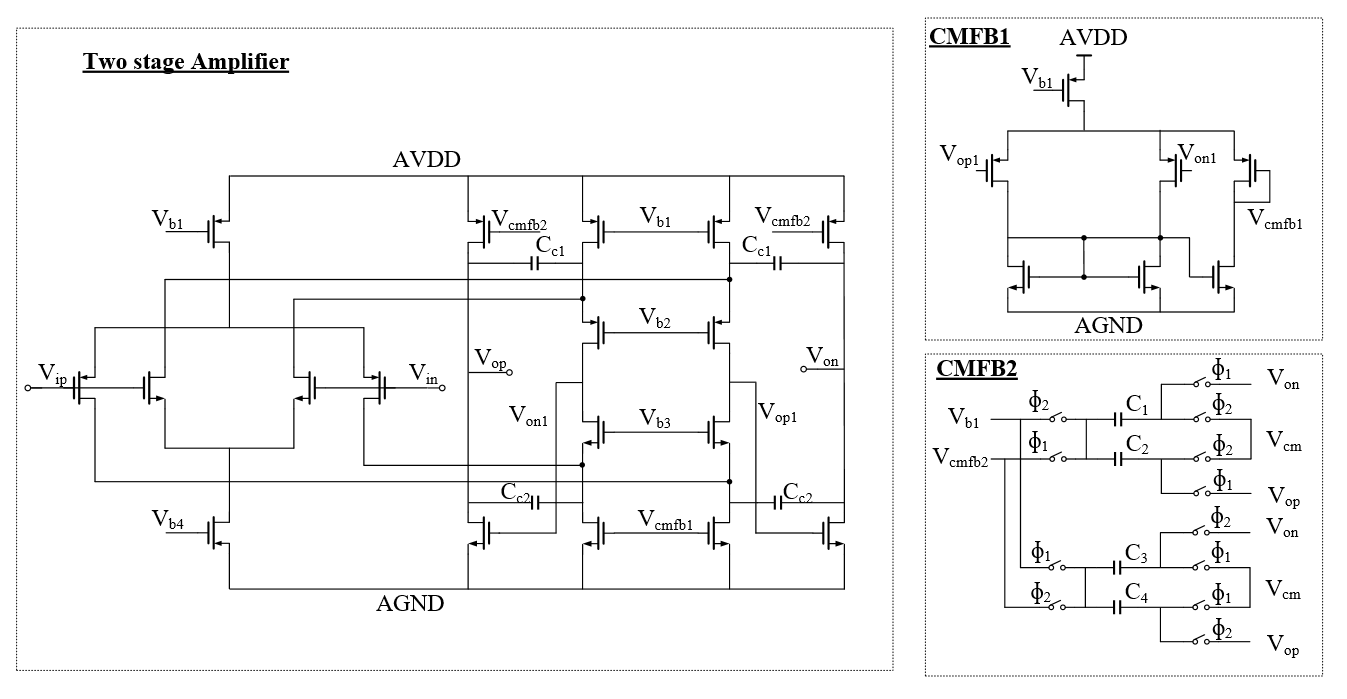 Two stage Amplifier
AVDD
Vb1
Vcmfb2
Vb1
Vcmfb2
Cc1
Cc1
Vb2
Vip
Vin
Vop
Von
Von1
Vb3
Vop1
Cc2
Cc2
Vb4
Vcmfb1
AGND
CMFB1
AVDD
Vb1
Vop1
Von1
Vcmfb1
AGND
CMFB2
ϕ1
Von
ϕ2
C1
ϕ2
Vb1
ϕ1
C2
ϕ2
Vcm
Vcmfb2
ϕ1
Vop
ϕ2
Von
ϕ1
C3
ϕ1
Vcm
ϕ2
C4
ϕ1
ϕ2
Vop